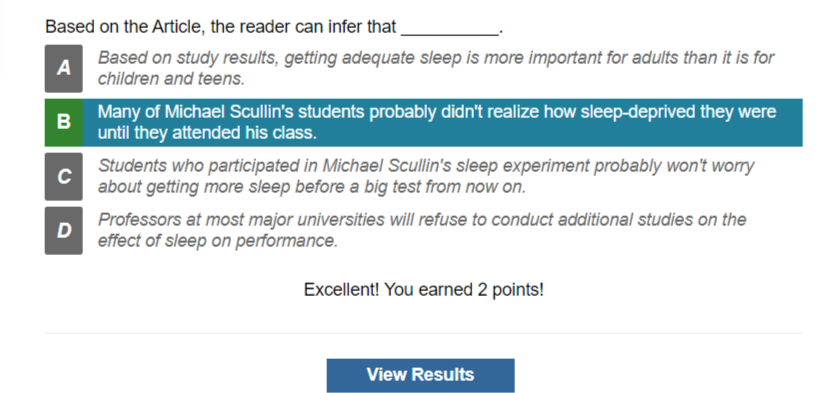 Based on the Article, the reader can infer that __________.
A
Based on study results, getting adequate sleep is more important for adults than it is for
children and teens.
B
Many of Michael Scullin's students probably didn't realize how sleep-deprived they were
until they attended his class.
C
Students who participated in Michael Scullin's sleep experiment probably won't worry
about getting more sleep before a big test from now on.
D
Professors at most major universities will refuse to conduct additional studies on the
effect of sleep on performance.
Excellent! You earned 2 points!
View Results